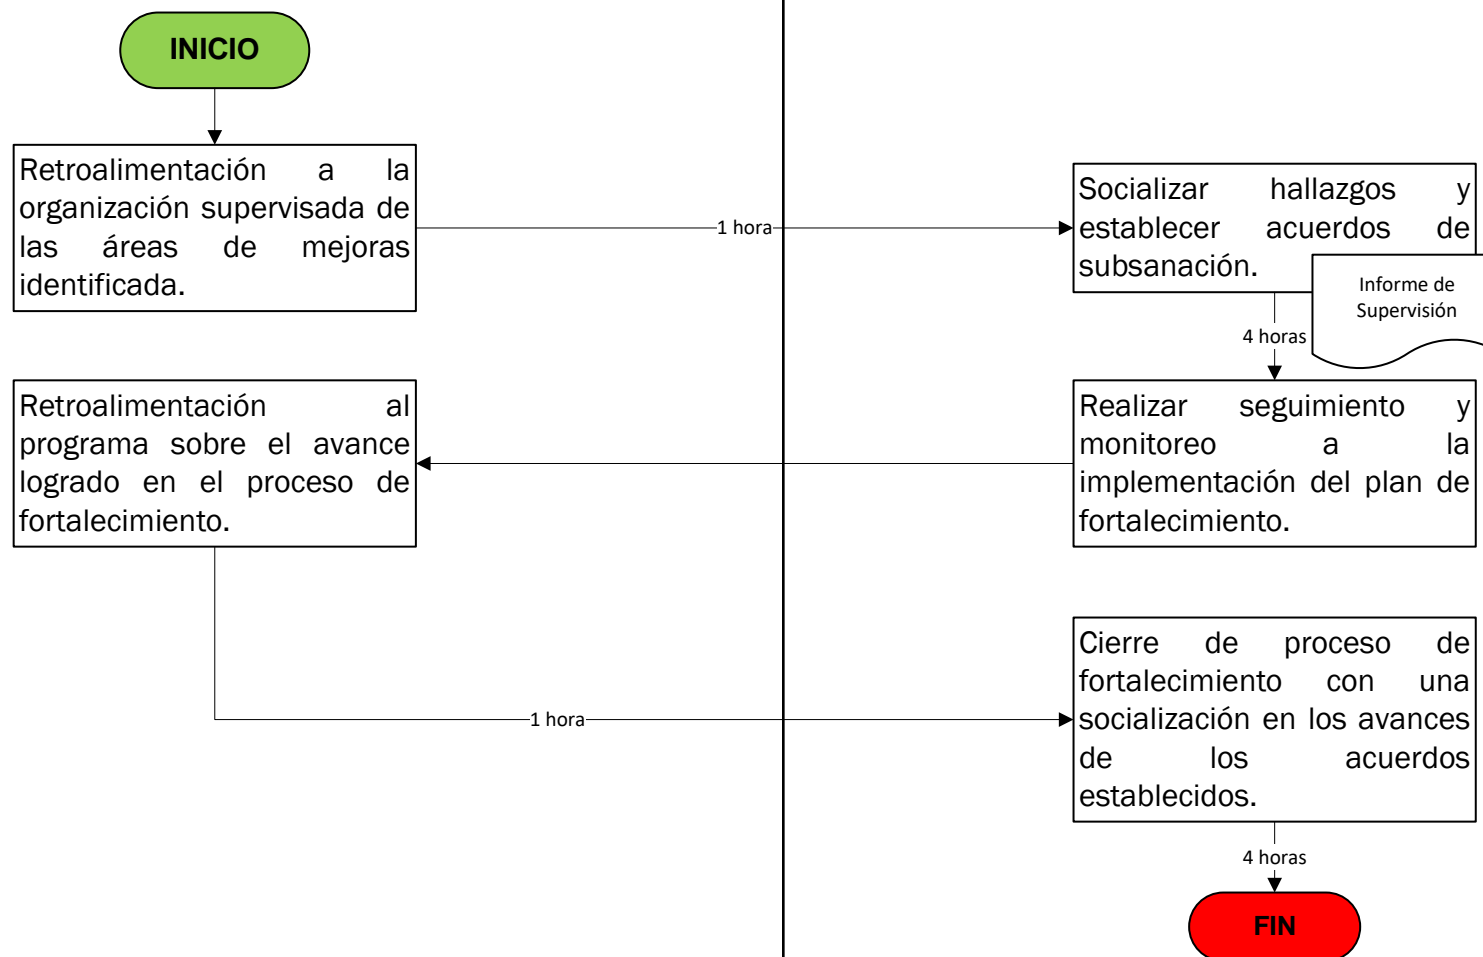 INICIO
Retroalimentación a la
organización supervisada de
las áreas de mejoras
identificada.
1 hora
Socializar hallazgos y
establecer acuerdos de
subsanación.
Informe de
Supervisión
4 horas
Realizar seguimiento y
monitoreo a la
implementación del plan de
fortalecimiento.
Retroalimentación al
programa sobre el avance
logrado en el proceso de
fortalecimiento.
1 hora
Cierre de proceso de
fortalecimiento con una
socialización en los avances
de los acuerdos
establecidos.
4 horas
FIN